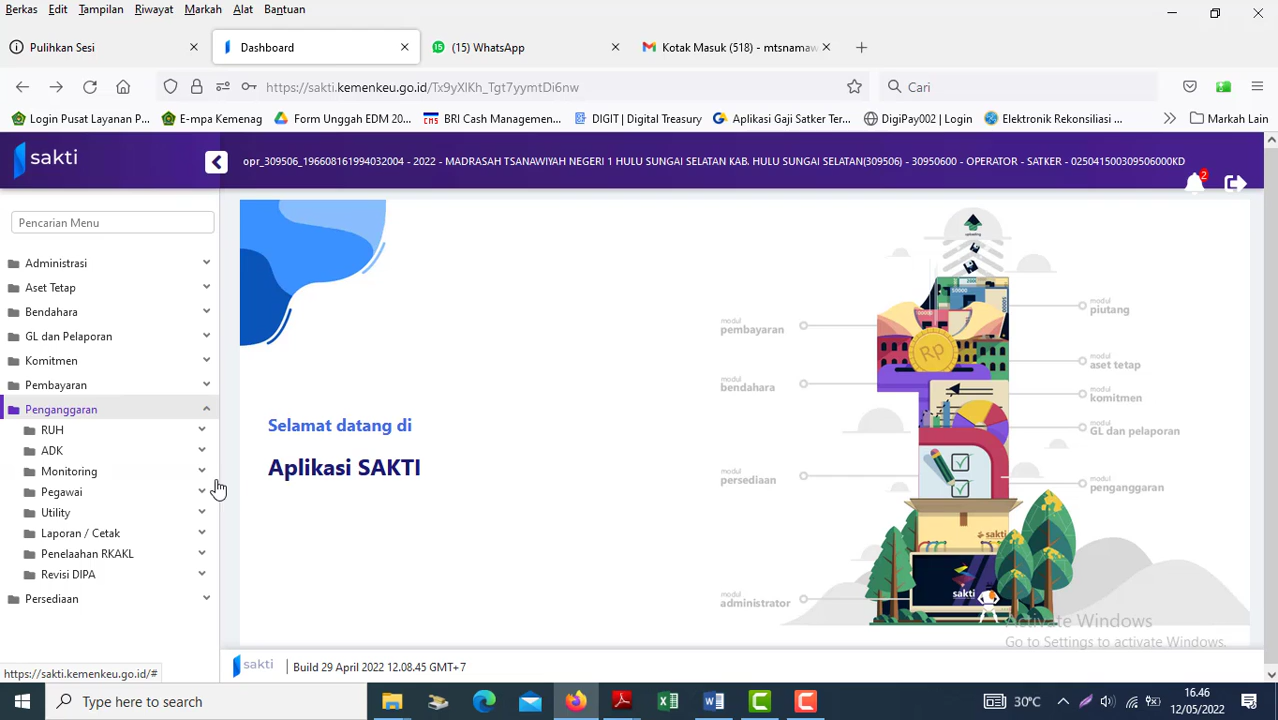 Berkas Edit Tampilan Riwayat Markah Alat Bantuan
Pulihkan Sesi
Dashboard
(15) WhatsApp
Kotak Masuk (518) - mtsnamaw
https://sakti.kemenkeu.go.id/Tx9yXlKh_Tgt7yymtDi6nw
Cari
Login Pusat Layanan P...
E-mpa Kemenag
Form Unggah EDM 20...
BRI Cash Managemen...
DIGIT | Digital Treasury
Aplikasi Gaji Satker Ter...
DigiPay002 | Login
Elektronik Rekonsiliasi ...
Markah Lain
sakti
opr_309506_196608161994032004 - 2022 - MADRASAH TSANAWIYAH NEGERI 1 HULU SUNGAI SELATAN KAB. HULU SUNGAI SELATAN(309506) - 30950600 - OPERATOR - SATKER - 025041500309506000KD
2
Pencarian Menu
Administrasi
Aset Tetap
Bendahara
GL dan Pelaporan
Komitmen
Pembayaran
Penganggaran
RUH
ADK
Monitoring
Pegawai
Utility
Laporan / Cetak
Penelaahan RKAKL
Revisi DIPA
Persediaan
Selamat datang di
Aplikasi SAKTI
modul
pembayaran
modul
bendahara
modul
persediaan
modul
administrator
modul
piutang
modul
aset tetap
modul
komitmen
modul
GL dan pelaporan
modul
penganggaran
uploading
50000
50000
Rp
sakti
sakti
Activate Windows
Go to Settings to activate Windows.
https://sakti.kemenkeu.go.id/#
sakti
Build 29 April 2022 12.08.45 GMT+7
Type here to search
30°C
16.46
12/05/2022